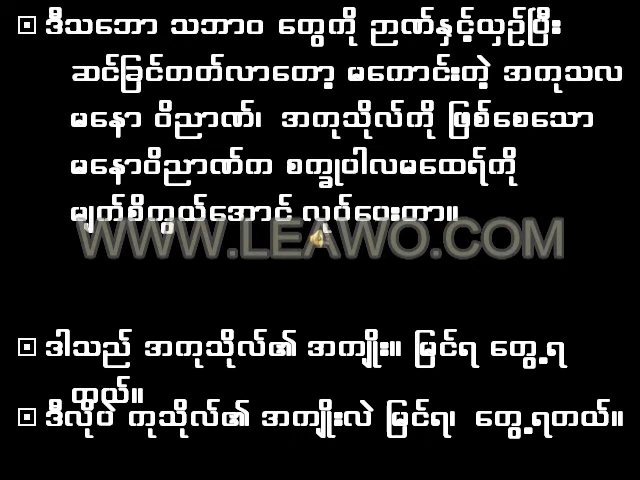 ဒီသဘော သဘာဝ တွေကို ဉာဏ်နှင့်ယှဉ်ပြီး
ဆင်ခြင်တတ်လာတော့ မကောင်းတဲ့ အကုသလ
မနော ဝိညာဏ်၊ အကုသိုလ်ကို ဖြစ်စေသော
မနောဝိညာဏ်က စက္ခုပါလမထေရ်ကို
မျက်စိကွယ်အောင် လုပ်ပေးတာ။
WWW.LEAWO.COM
ဒါသည် အကုသိုလ်၏ အကျိုး။ မြင်ရ တွေ့ရ
တယ်။
ဒီလိုပဲ ကုသိုလ်၏ အကျိုးလဲ မြင်ရ၊ တွေ့ရတယ်။